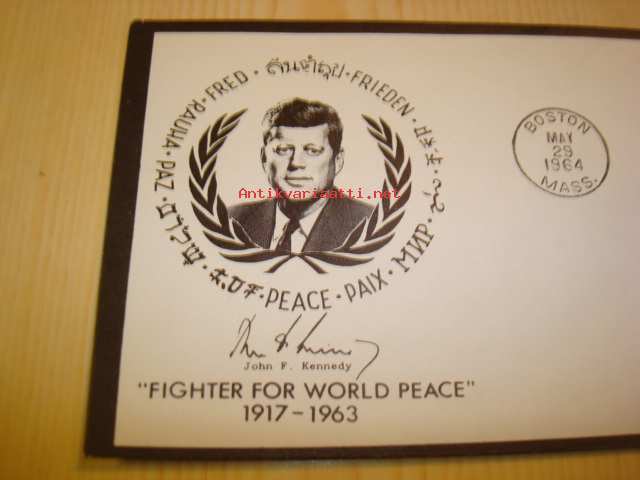 PAZ · RAUHA · FRED ·
· FRIEDEN ·
· PEACE · PAIX · МИР ·
Antikvariaatti.net
BOSTON
MAY
29
1964
MASS.
John F. Kennedy
"FIGHTER FOR WORLD PEACE"
1917-1963